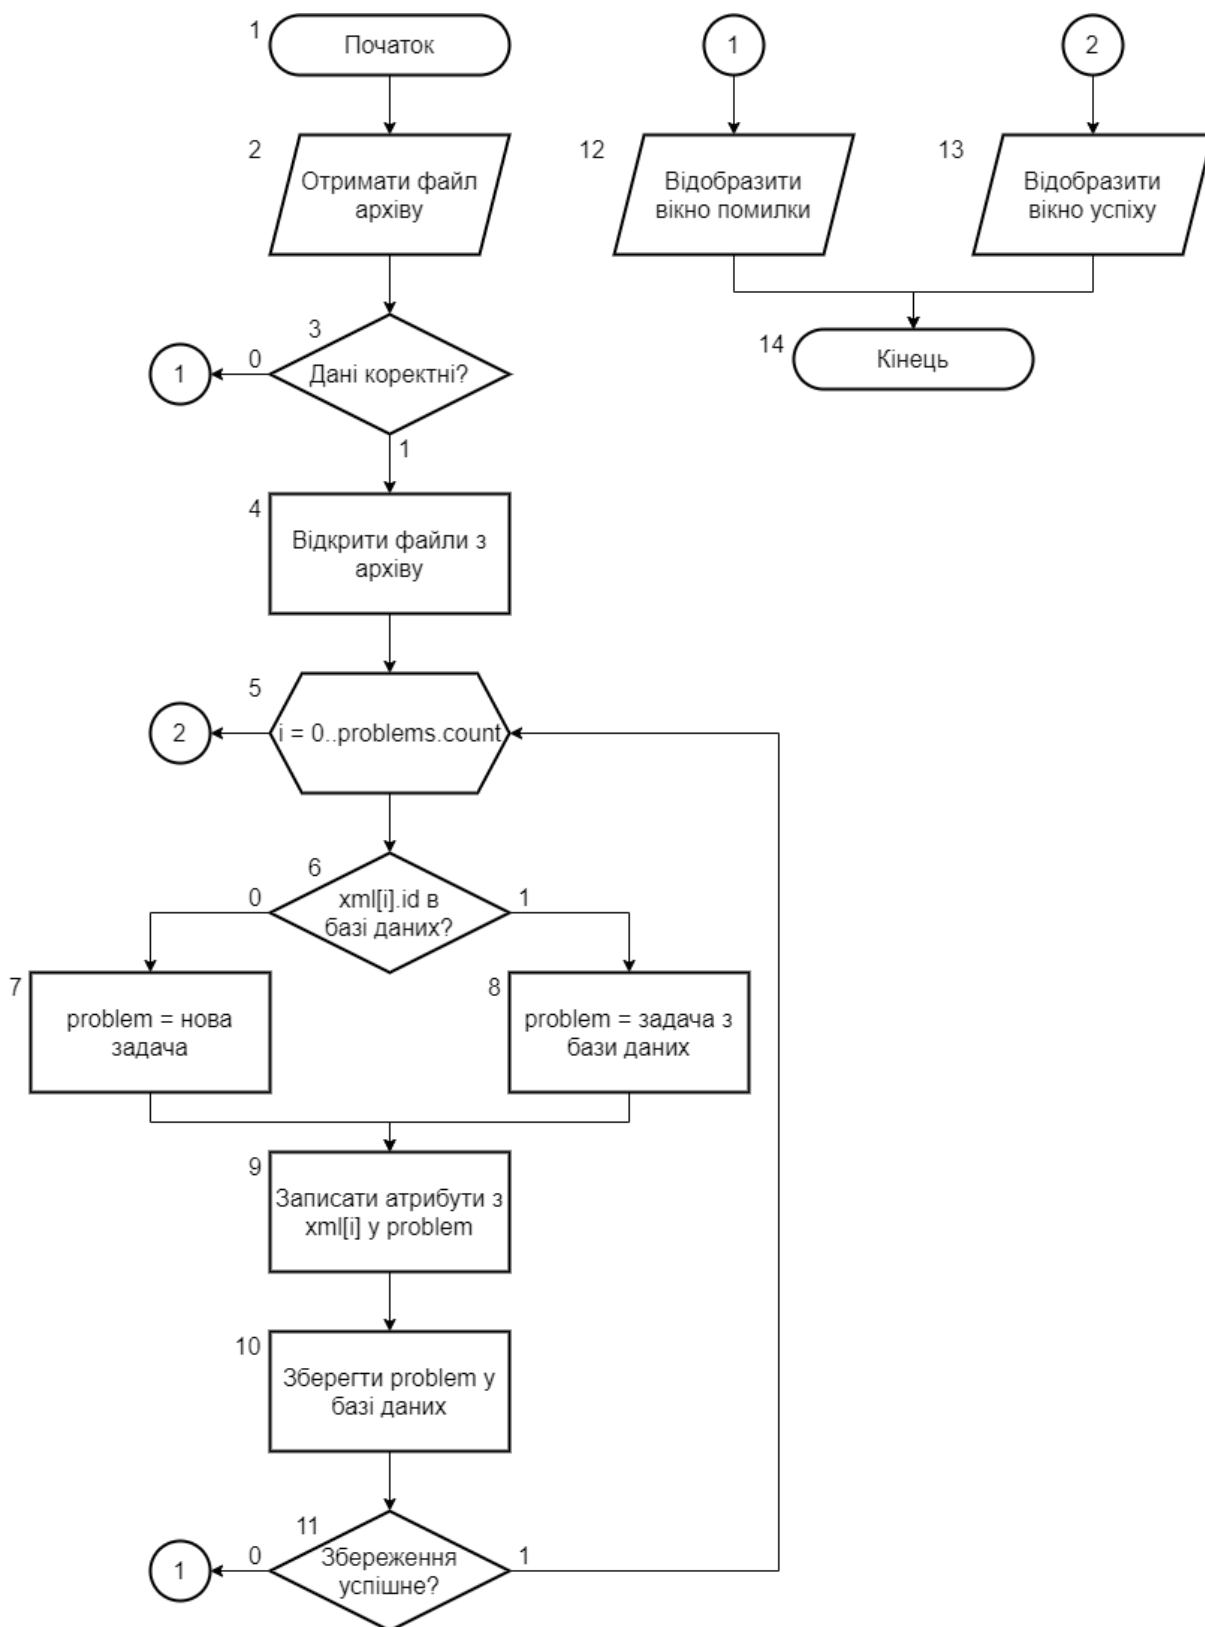 1
Початок
2
Отримати файл
архіву
3
Дані коректні?
0
1
1
4
Відкрити файли з
архіву
5
i = 0..problems.count
2
6
xml[i].id в
базі даних?
0
1
7
problem = нова
задача
8
problem = задача з
бази даних
9
Записати атрибути з
xml[i] у problem
10
Зберегти problem у
базі даних
11
Збереження
успішне?
0
1
1
1
12
Відобразити
вікно помилки
2
13
Відобразити
вікно успіху
14
Кінець